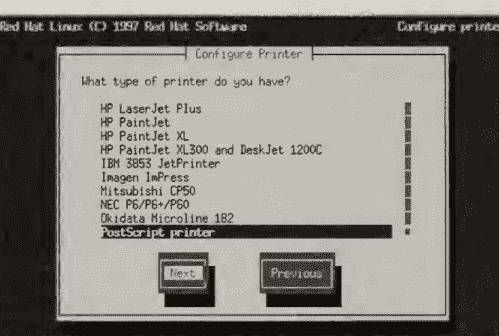 Red Hat Linux (C) 1997 Red Hat Software Configure printe
Configure Printer
What type of printer do you have?
HP LaserJet Plus
HP PaintJet
HP PaintJet XL
HP PaintJet XL300 and DeskJet 1200C
IBM 3853 JetPrinter
Imagen ImPress
Mitsubishi CP50
NEC P6/P6+/P60
Okidata Microline 182
PostScript printer
Next Previous